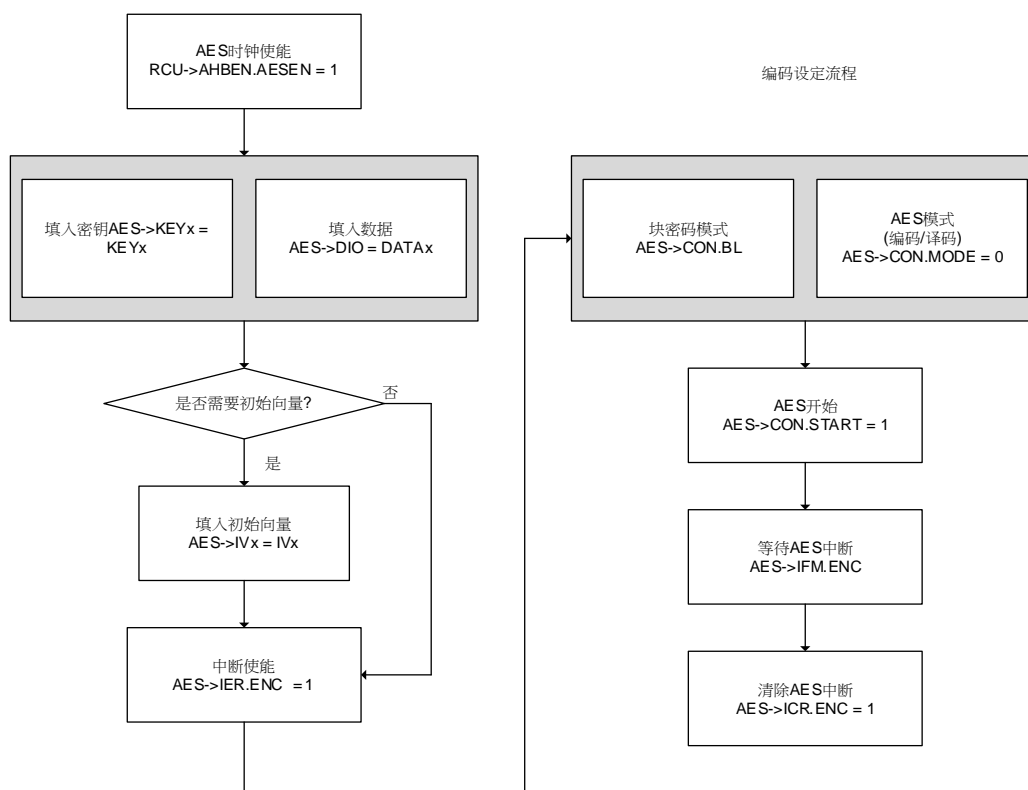 AES时钟使能
RCU->AHBEN.AESEN = 1
填入密钥AES->KEYx =
KEYx
填入数据
AES->DIO = DATAx
是否需要初始向量?
否
是
填入初始向量
AES->IVx = IVx
中断使能
AES->IER.ENC = 1
编码设定流程
块密码模式
AES->CON.BL
AES模式
(编码/译码)
AES->CON.MODE = 0
AES开始
AES->CON.START = 1
等待AES中断
AES->IFM.ENC
清除AES中断
AES->ICR.ENC = 1